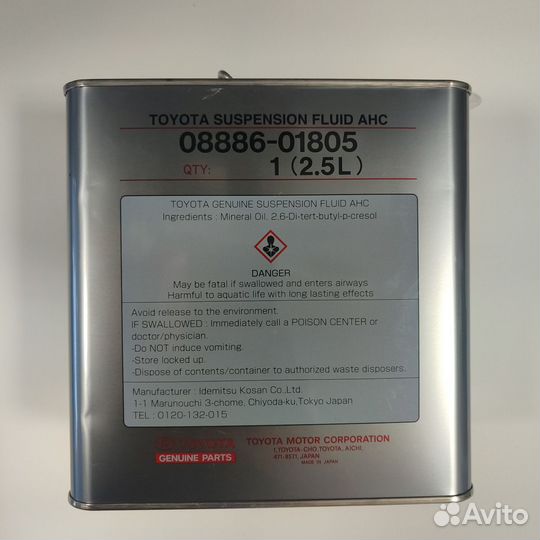 TOYOTA SUSPENSION FLUID AHC
08886-01805
QTY: 1 (2.5L)
TOYOTA GENUINE SUSPENSION FLUID AHC
Ingredients : Mineral Oil, 2,6-Di-tert-butyl-p-cresol
DANGER
May be fatal if swallowed and enters airways
Harmful to aquatic life with long lasting effects
Avoid release to the environment.
IF SWALLOWED : Immediately call a POISON CENTER or
doctor/physician.
-Do NOT induce vomiting.
-Store locked up.
-Dispose of contents/container to authorized waste disposers.
Manufacturer : Idemitsu Kosan Co.,Ltd.
1-1 Marunouchi 3-chome, Chiyoda-ku,Tokyo Japan
TEL : 0120-132-015
GENUINE PARTS
TOYOTA MOTOR CORPORATION
1,TOYOTA-CHO,TOYOTA, AICHI,
471-8571, JAPAN
MADE IN JAPAN
Avito